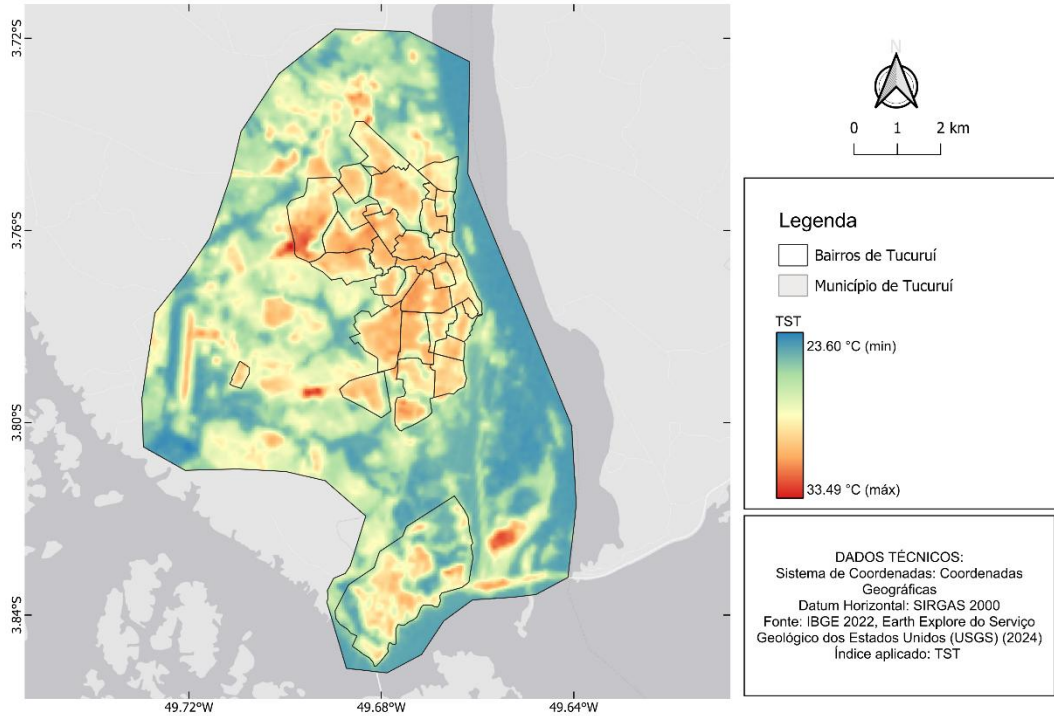 3.72°S
3.76°S
3.80°S
3.84°S
49.72°W
49.68°W
49.64°W
N
0 1 2 km
Legenda
Bairros de Tucuruí
Município de Tucuruí
TST
23.60 °C (min)
33.49 °C (máx)
DADOS TÉCNICOS:
Sistema de Coordenadas: Coordenadas
Geográficas
Datum Horizontal: SIRGAS 2000
Fonte: IBGE 2022, Earth Explore do Serviço
Geológico dos Estados Unidos (USGS) (2024)
Índice aplicado: TST